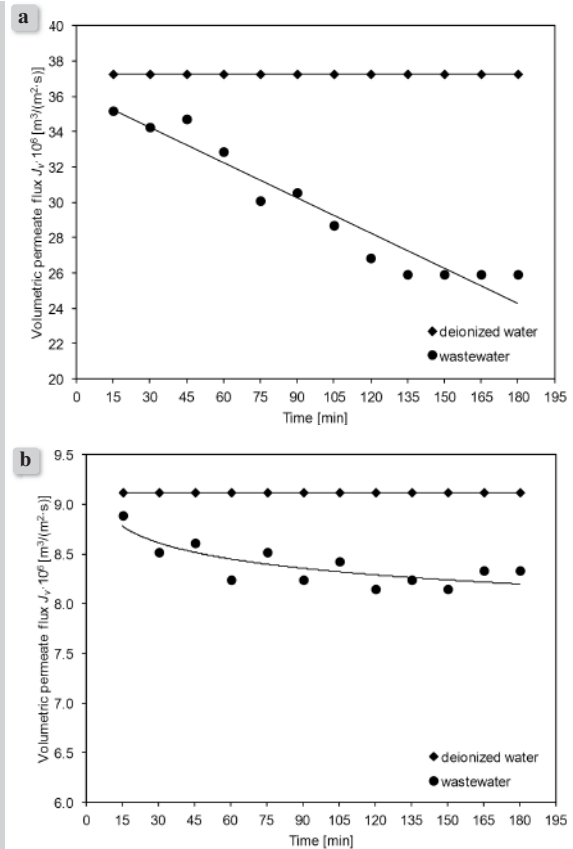 a
Volumetric permeate flux Jᵥ·10⁶ [m³/(m²·s)]
40
38
36
34
32
30
28
26
24
22
20
deionized water
wastewater
0 15 30 45 60 75 90 105 120 135 150 165 180 195
Time [min]
b
Volumetric permeate flux Jᵥ·10⁶ [m³/(m²·s)]
9.5
9.0
8.5
8.0
7.5
7.0
6.5
6.0
deionized water
wastewater
0 15 30 45 60 75 90 105 120 135 150 165 180 195
Time [min]